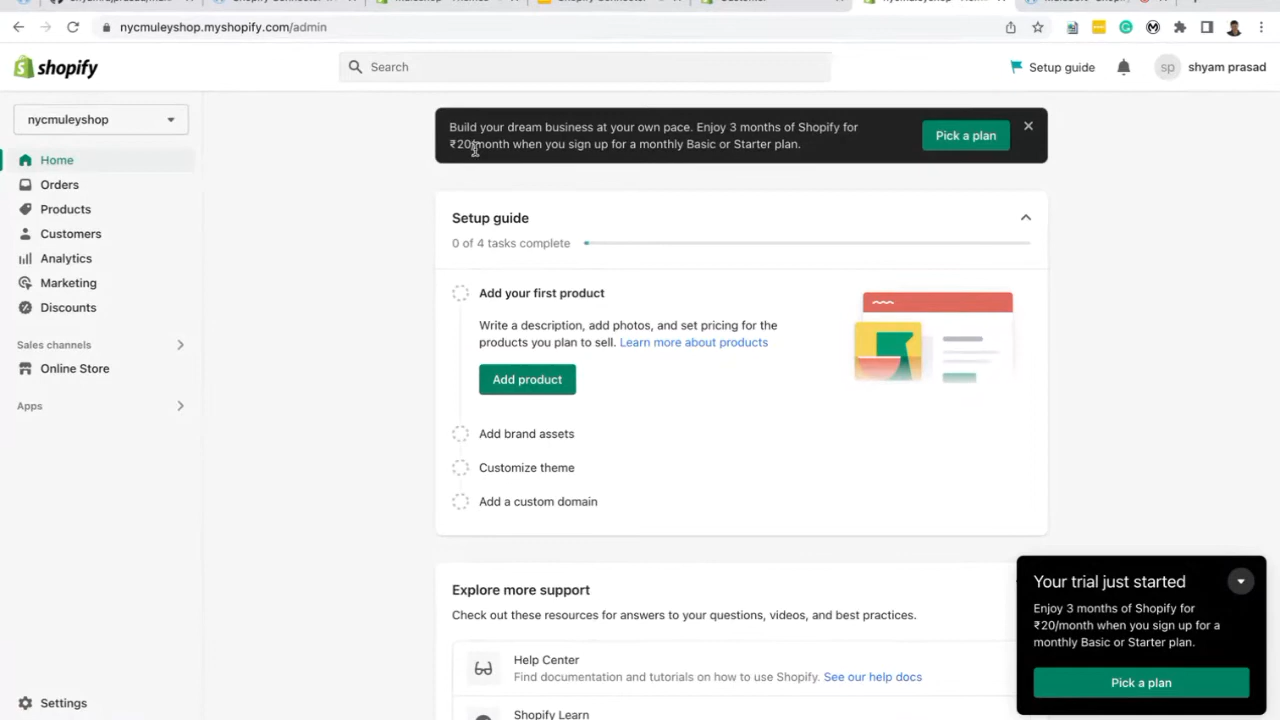 nycmuleyshop.myshopify.com/admin
shopify
Search
Setup guide
sp
shyam prasad
nycmuleyshop
Home
Orders
Products
Customers
Analytics
Marketing
Discounts
Sales channels
Online Store
Apps
Settings
Build your dream business at your own pace. Enjoy 3 months of Shopify for
₹20/month when you sign up for a monthly Basic or Starter plan.
Pick a plan
Setup guide
0 of 4 tasks complete
Add your first product
Write a description, add photos, and set pricing for the
products you plan to sell. Learn more about products
Add product
Add brand assets
Customize theme
Add a custom domain
Explore more support
Check out these resources for answers to your questions, videos, and best practices.
Help Center
Find documentation and tutorials on how to use Shopify. See our help docs
Shopify Learn
Your trial just started
Enjoy 3 months of Shopify for
₹20/month when you sign up for a
monthly Basic or Starter plan.
Pick a plan